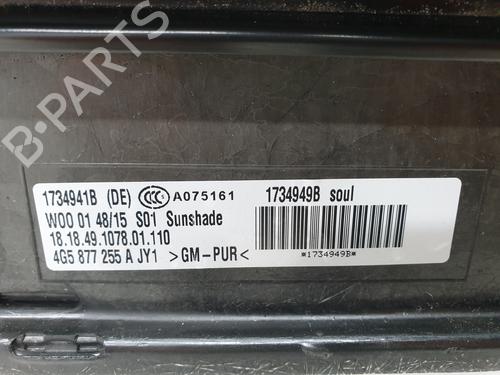 B-PARTS
1734941B (DE) CCC A075161
1734949B soul
W00 01 48/15 S01 Sunshade
18.18.49.1078.01.110
4G5 877 255 A JY1 >GM-PUR<
*1734949B*